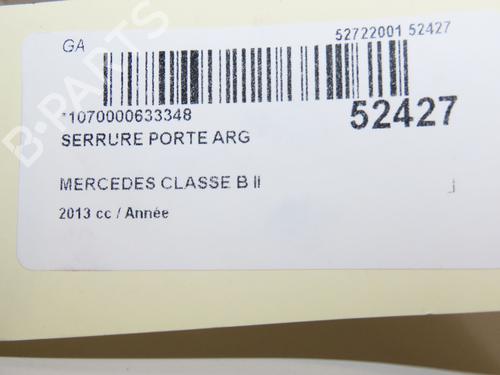 GA
52722001 52427
*1070000633348
52427
SERRURE PORTE ARG
MERCEDES CLASSE B II
2013 cc / Année
B-PARTS